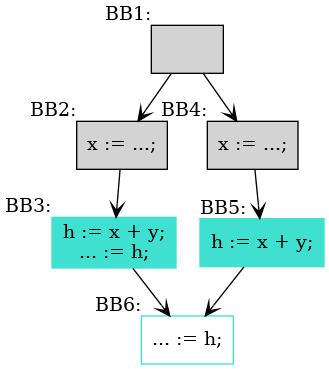 BB1:
BB2:
x := ...;
BB4:
x := ...;
BB3:
h := x + y;
... := h;
BB5:
h := x + y;
BB6:
... := h;